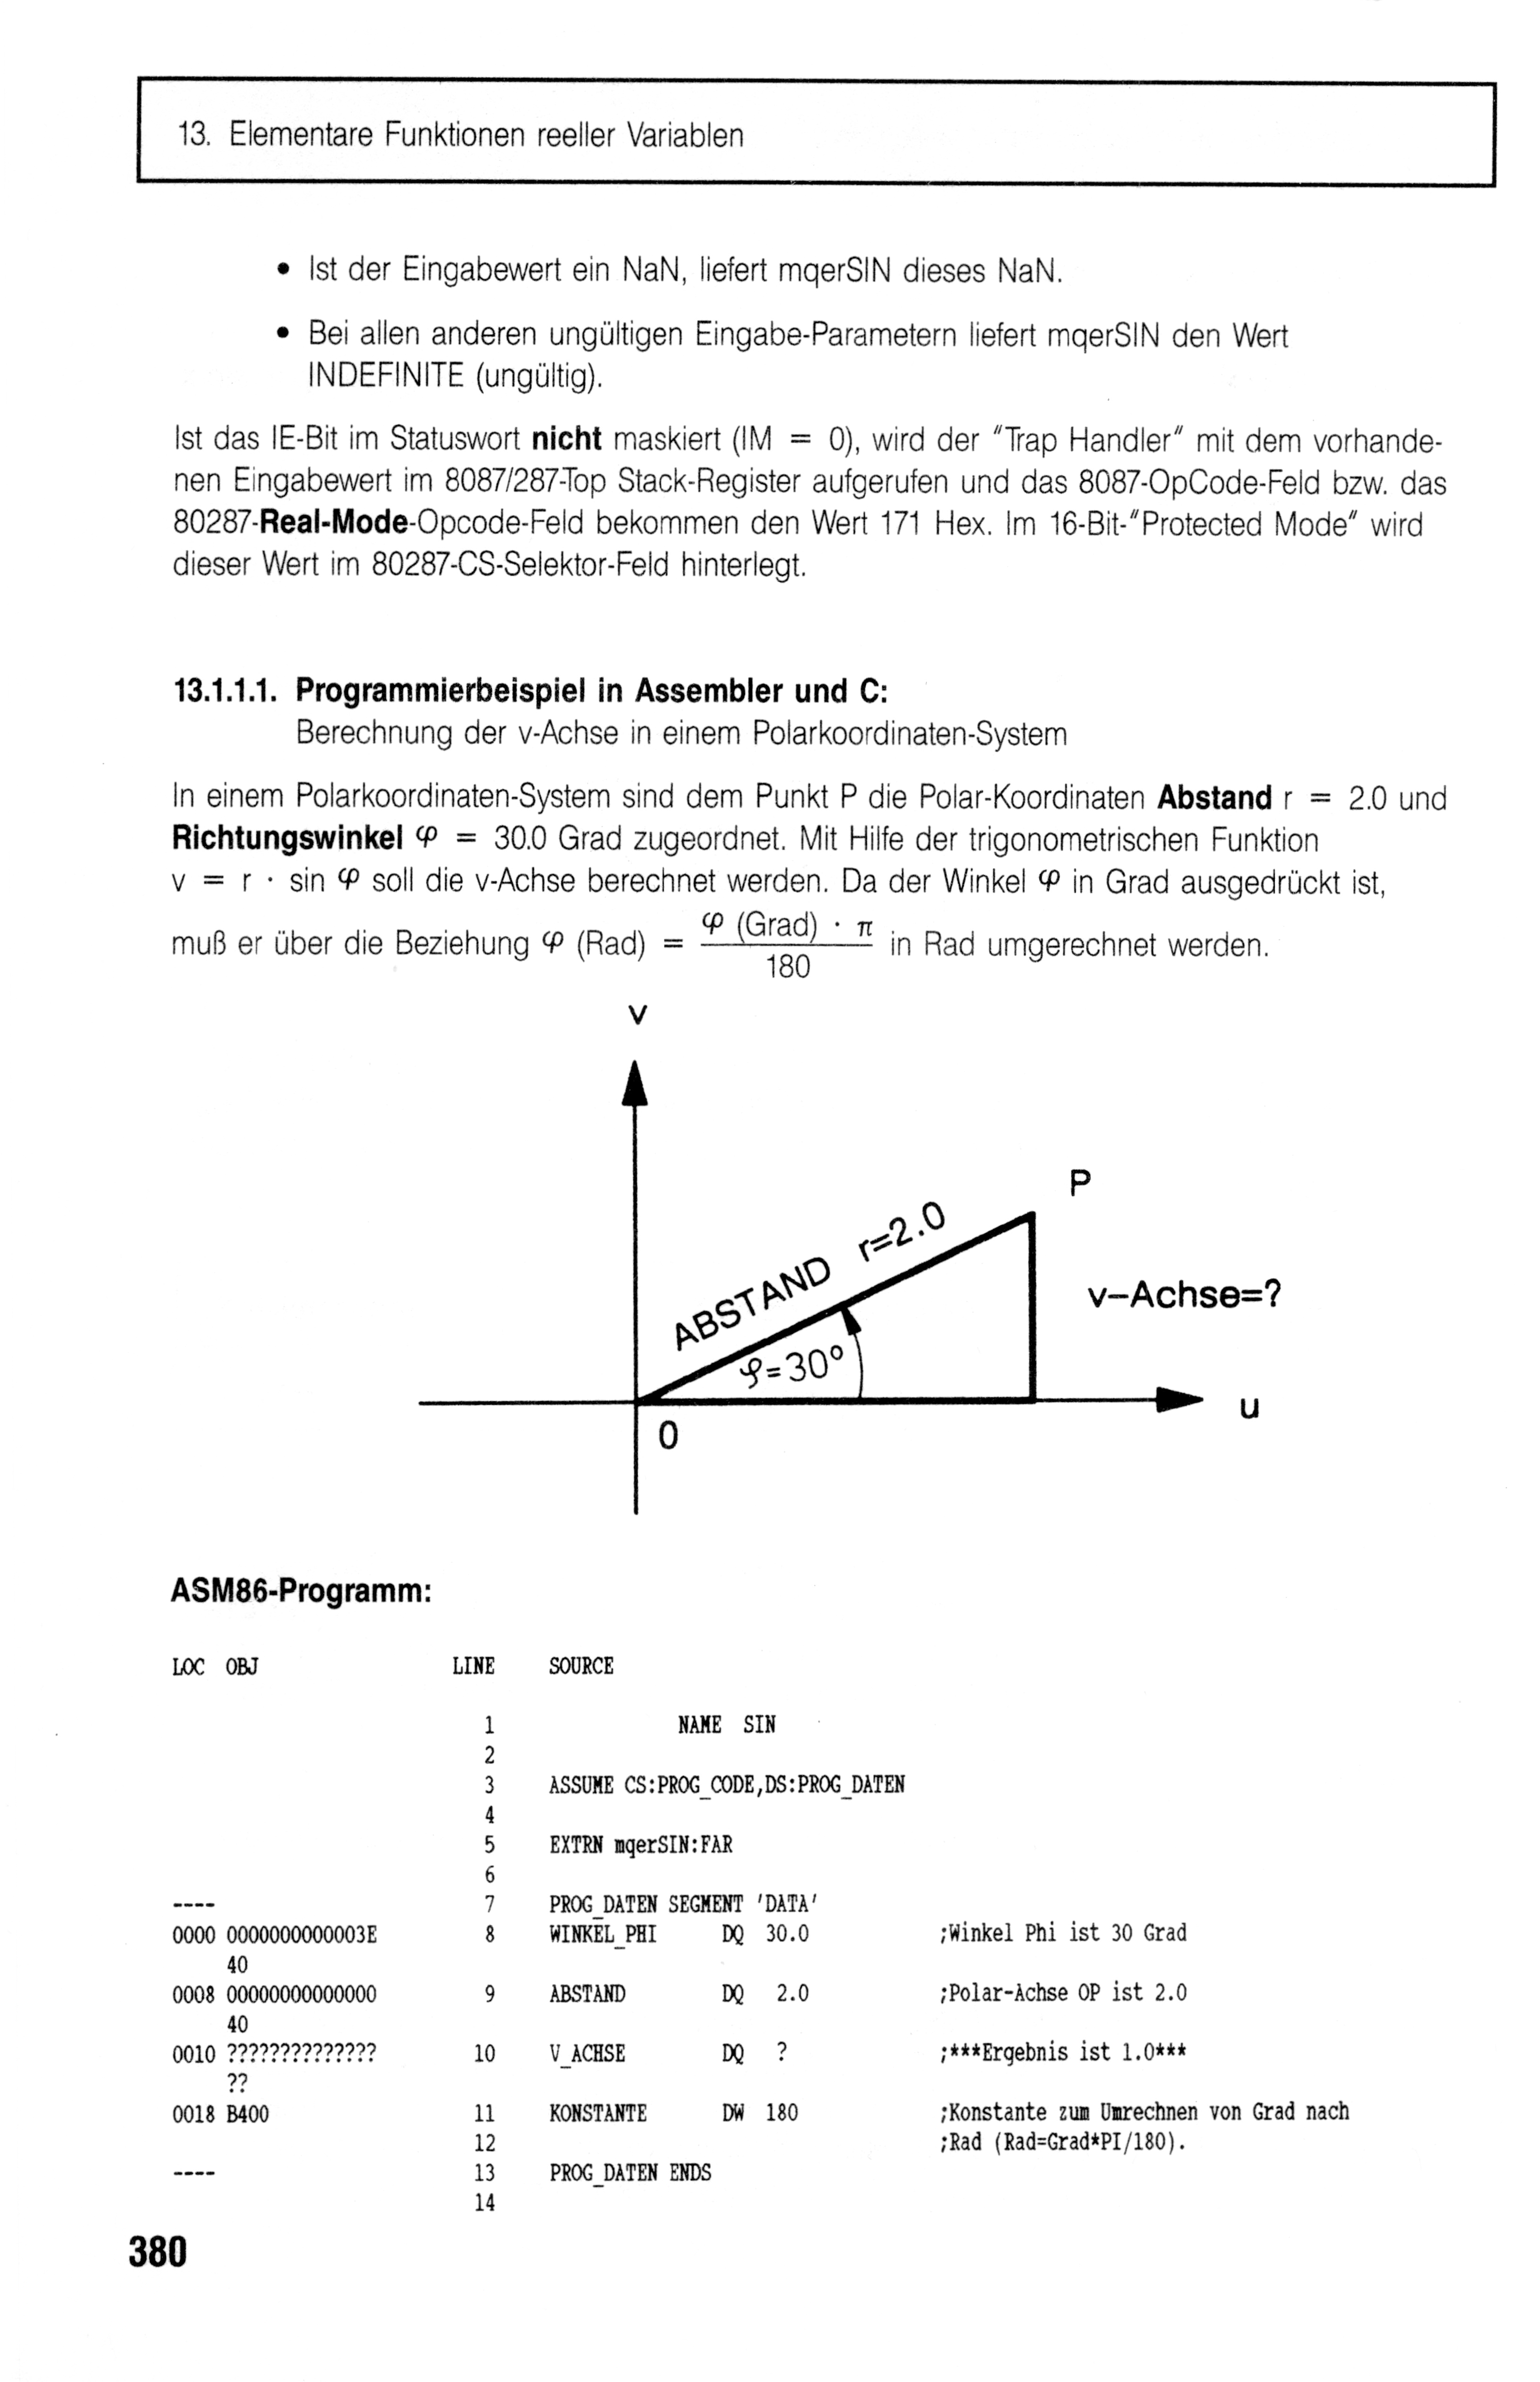 13. Elementare Funktionen reeller Variablen
• Ist der Eingabewert ein NaN, liefert mqerSIN dieses NaN.
• Bei allen anderen ungültigen Eingabe-Parametern liefert mqerSIN den Wert
INDEFINITE (ungültig).
Ist das IE-Bit im Statuswort nicht maskiert (IM = 0), wird der "Trap Handler" mit dem vorhande-
nen Eingabewert im 8087/287-Top Stack-Register aufgerufen und das 8087-OpCode-Feld bzw. das
80287-Real-Mode-Opcode-Feld bekommen den Wert 171 Hex. Im 16-Bit-"Protected Mode" wird
dieser Wert im 80287-CS-Selektor-Feld hinterlegt.
13.1.1.1. Programmierbeispiel in Assembler und C:
Berechnung der v-Achse in einem Polarkoordinaten-System
In einem Polarkoordinaten-System sind dem Punkt P die Polar-Koordinaten Abstand r = 2.0 und
Richtungswinkel φ = 30.0 Grad zugeordnet. Mit Hilfe der trigonometrischen Funktion
v = r · sin φ soll die v-Achse berechnet werden. Da der Winkel φ in Grad ausgedrückt ist,
muß er über die Beziehung φ (Rad) = φ (Grad) · π / 180 in Rad umgerechnet werden.
v
P
ABSTAND r=2.0
v-Achse=?
φ=30°
u
0
ASM86-Programm:
LOC OBJ LINE SOURCE
1 NAME SIN
2
3 ASSUME CS:PROG_CODE,DS:PROG_DATEN
4
5 EXTRN mqerSIN:FAR
6
---- 7 PROG_DATEN SEGMENT 'DATA'
0000 0000000000003E 8 WINKEL_PHI DQ 30.0 ;Winkel Phi ist 30 Grad
40
0008 00000000000000 9 ABSTAND DQ 2.0 ;Polar-Achse OP ist 2.0
40
0010 ?????????????? 10 V_ACHSE DQ ? ;***Ergebnis ist 1.0***
??
0018 B400 11 KONSTANTE DW 180 ;Konstante zum Umrechnen von Grad nach
12 ;Rad (Rad=Grad*PI/180).
---- 13 PROG_DATEN ENDS
14
380